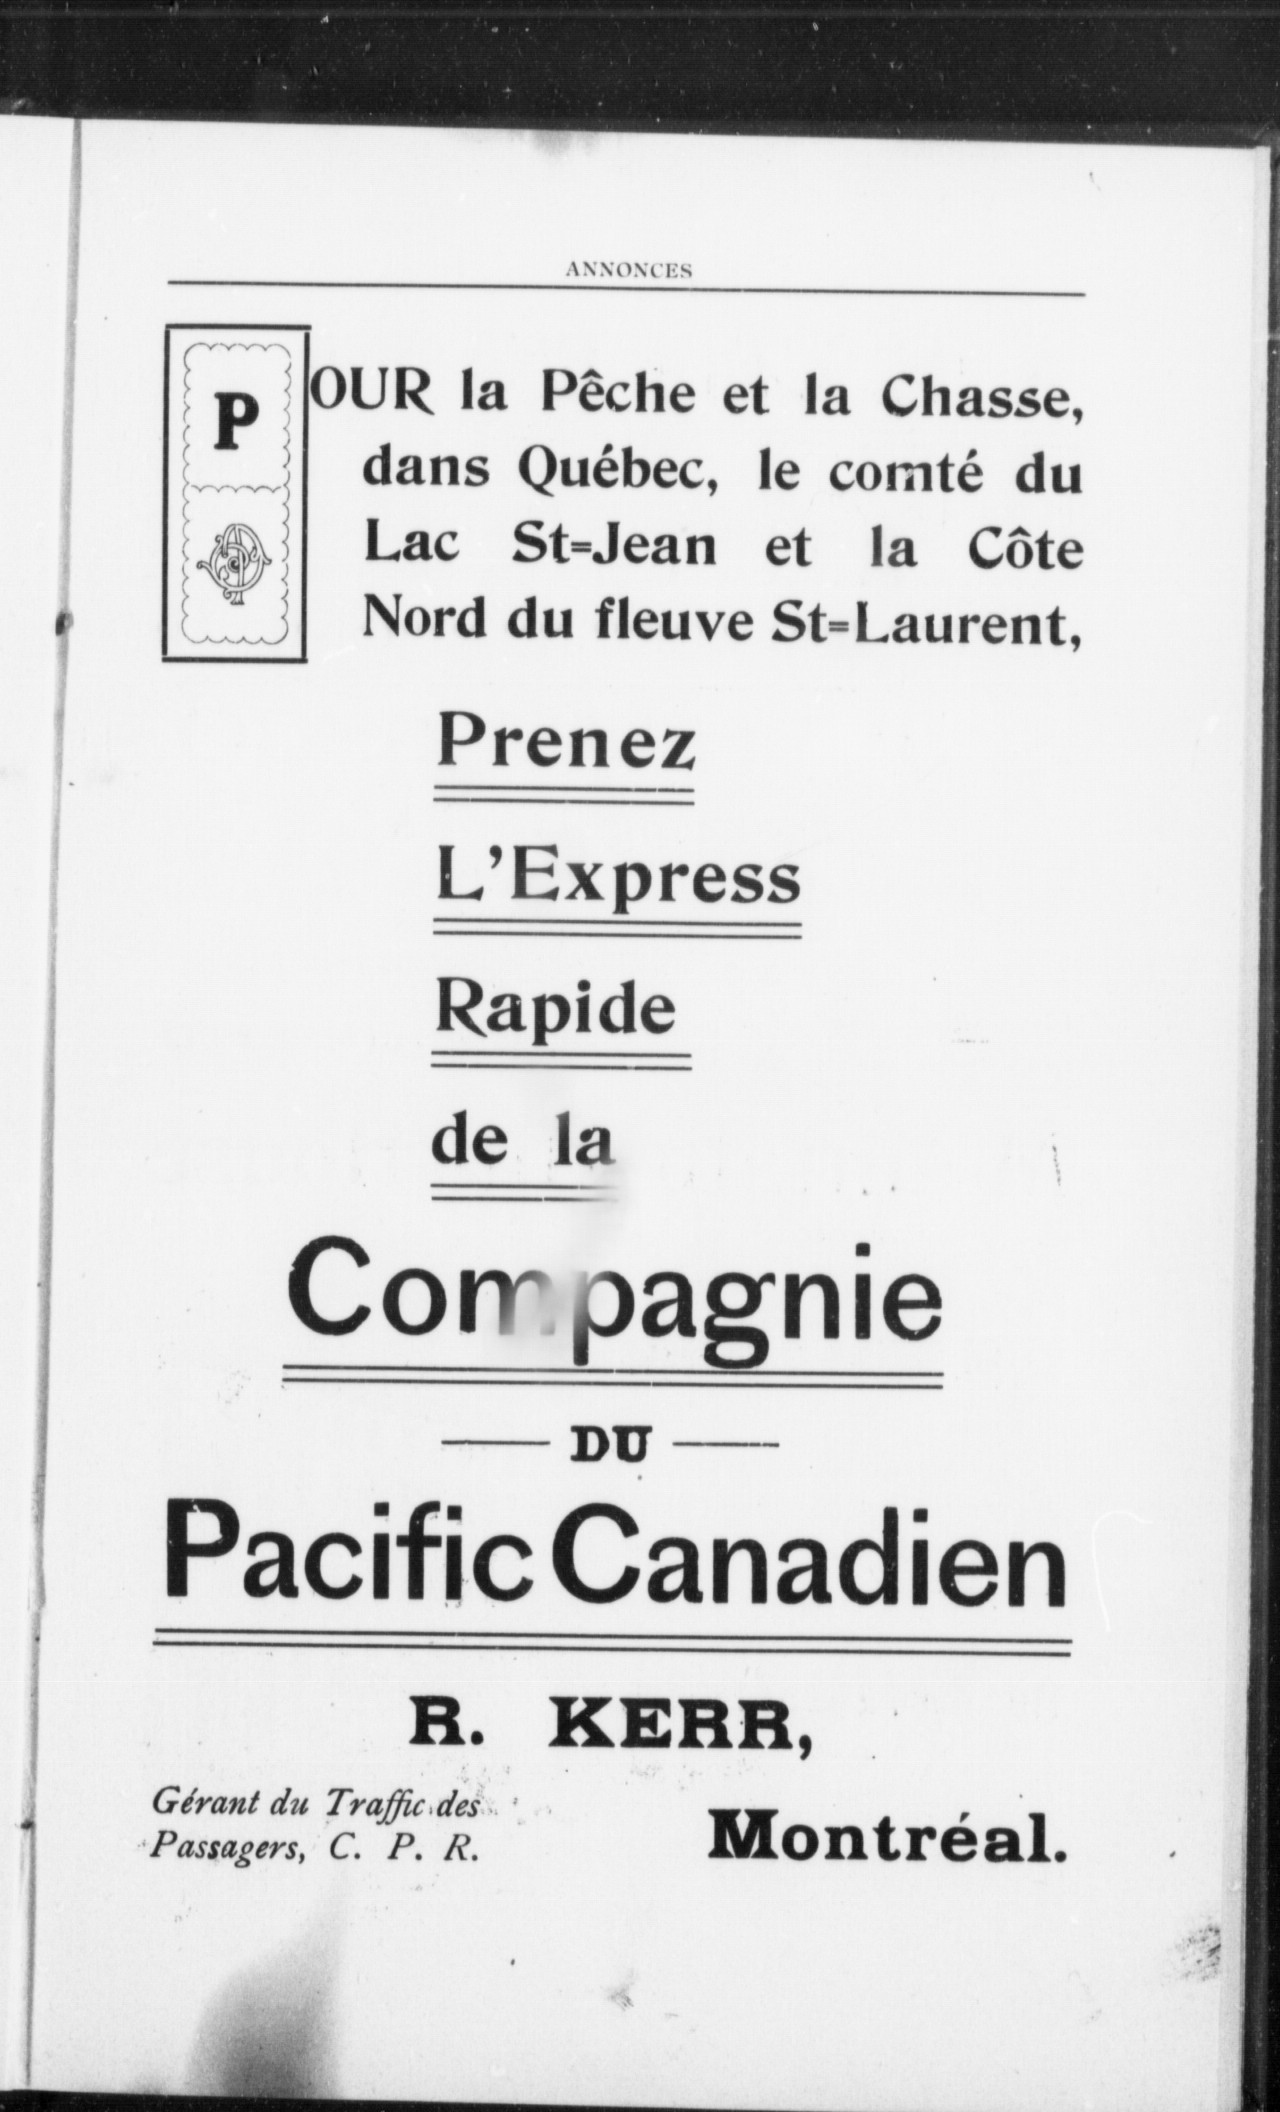 ANNONCES
POUR la Pêche et la Chasse,
dans Québec, le comté du
Lac St=Jean et la Côte
Nord du fleuve St=Laurent,
Prenez
L'Express
Rapide
de la
Compagnie
DU
Pacific Canadien
R. KERR,
Gérant du Traffic des
Passagers, C. P. R.
Montréal.